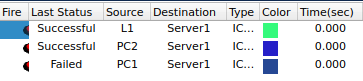 Fire Last Status Source Destination Type Color Time(sec)
Successful L1 Server1 IC... 0.000
Successful PC2 Server1 IC... 0.000
Failed PC1 Server1 IC... 0.000